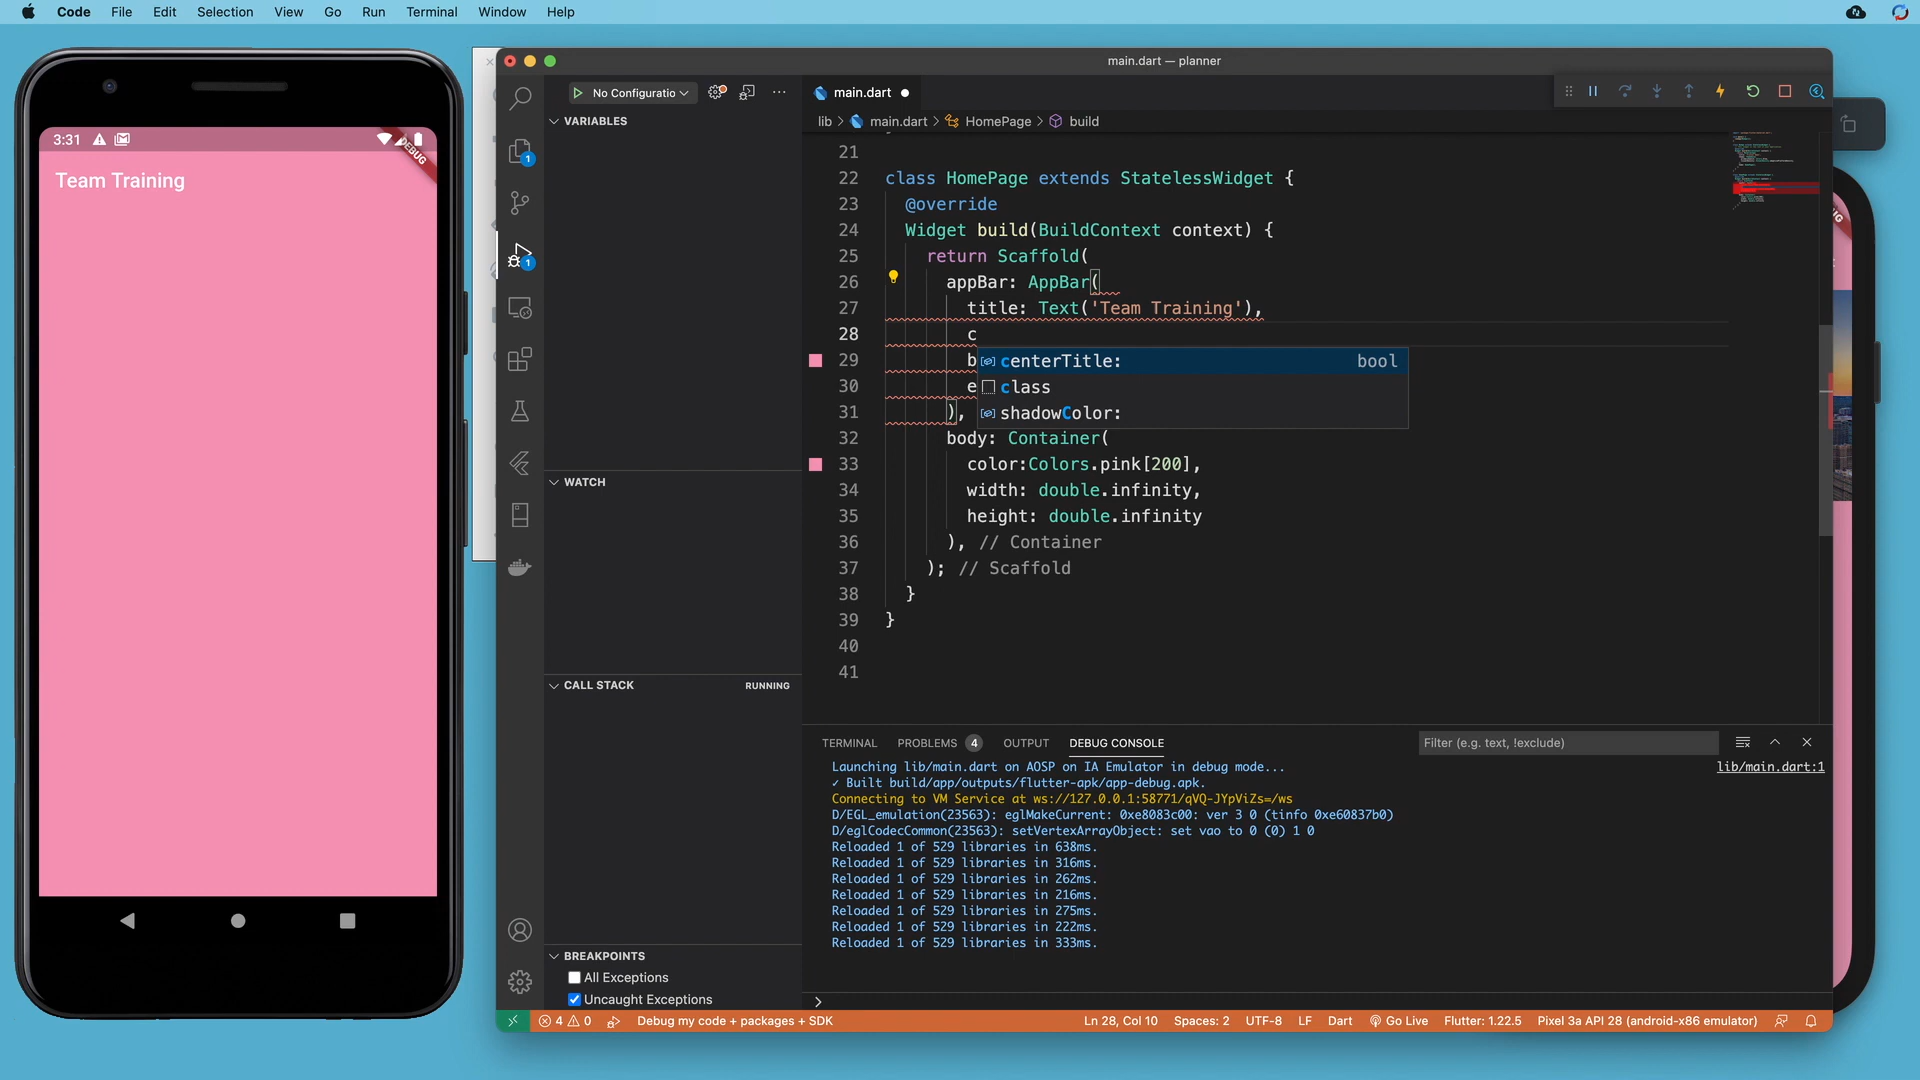 Code File Edit Selection View Go Run Terminal Window Help
3:31
DEBUG
Team Training
main.dart — planner
No Configuratio
main.dart
lib > main.dart > HomePage > build
VARIABLES
WATCH
CALL STACK RUNNING
BREAKPOINTS
All Exceptions
Uncaught Exceptions
1
1
21
22 class HomePage extends StatelessWidget {
23 @override
24 Widget build(BuildContext context) {
25 return Scaffold(
26 appBar: AppBar(
27 title: Text('Team Training'),
28 c
29 b
30 e
31 ),
32 body: Container(
33 color:Colors.pink[200],
34 width: double.infinity,
35 height: double.infinity
36 ), // Container
37 ); // Scaffold
38 }
39 }
40
41
centerTitle: bool
class
shadowColor:
TERMINAL PROBLEMS 4 OUTPUT DEBUG CONSOLE Filter (e.g. text, !exclude)
Launching lib/main.dart on AOSP on IA Emulator in debug mode... lib/main.dart:1
✓ Built build/app/outputs/flutter-apk/app-debug.apk.
Connecting to VM Service at ws://127.0.0.1:58771/qVQ-JYpViZs=/ws
D/EGL_emulation(23563): eglMakeCurrent: 0xe8083c00: ver 3 0 (tinfo 0xe60837b0)
D/eglCodecCommon(23563): setVertexArrayObject: set vao to 0 (0) 1 0
Reloaded 1 of 529 libraries in 638ms.
Reloaded 1 of 529 libraries in 316ms.
Reloaded 1 of 529 libraries in 262ms.
Reloaded 1 of 529 libraries in 216ms.
Reloaded 1 of 529 libraries in 275ms.
Reloaded 1 of 529 libraries in 222ms.
Reloaded 1 of 529 libraries in 333ms.
>
4 0 Debug my code + packages + SDK Ln 28, Col 10 Spaces: 2 UTF-8 LF Dart Go Live Flutter: 1.22.5 Pixel 3a API 28 (android-x86 emulator)